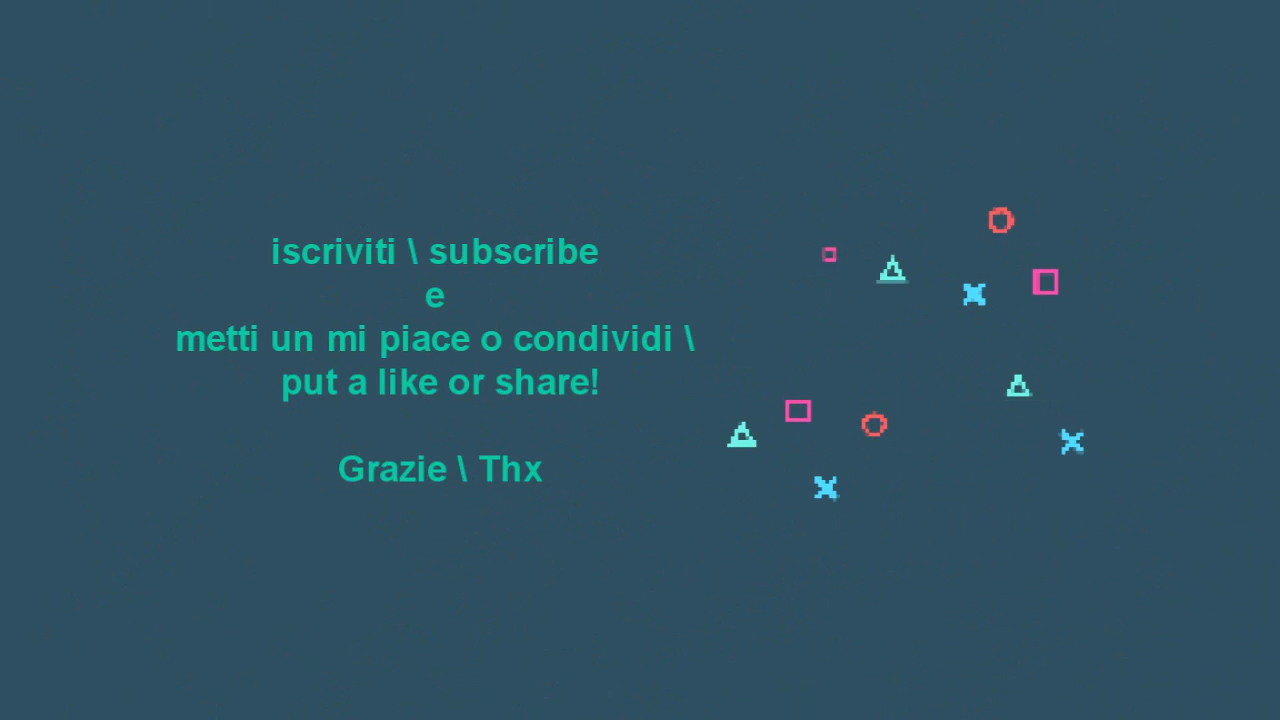 iscriviti \ subscribe
e
metti un mi piace o condividi \
put a like or share!
Grazie \ Thx